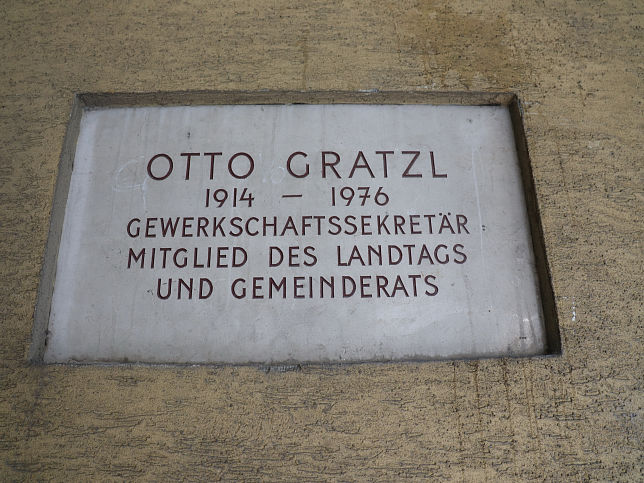 OTTO GRATZL
1914 — 1976
GEWERKSCHAFTSSEKRETÄR
MITGLIED DES LANDTAGS
UND GEMEINDERATS